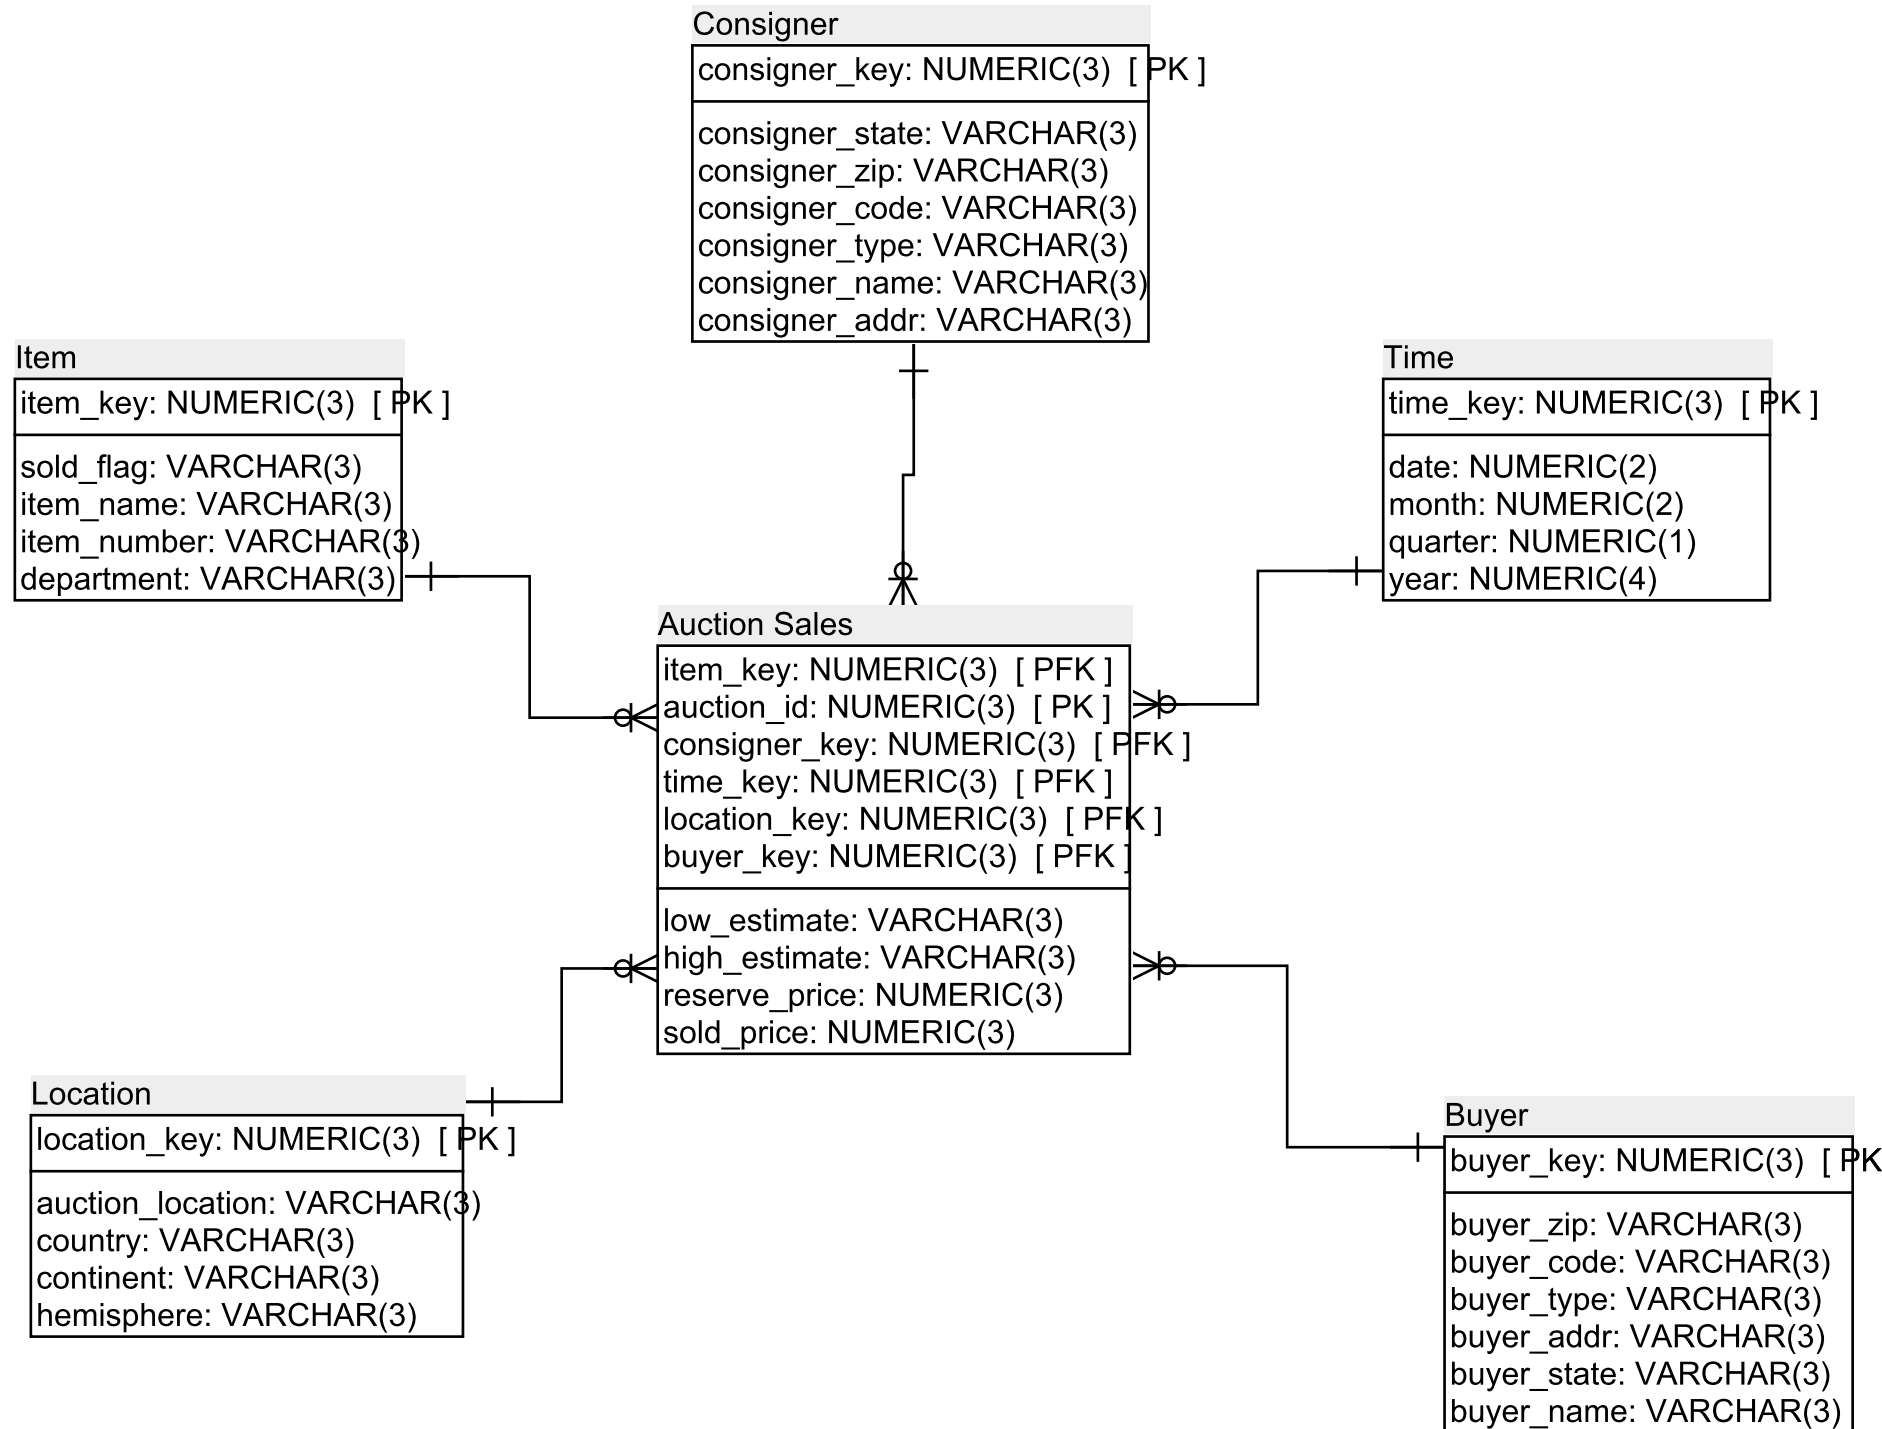 Consigner
consigner_key: NUMERIC(3) [ PK ]
consigner_state: VARCHAR(3)
consigner_zip: VARCHAR(3)
consigner_code: VARCHAR(3)
consigner_type: VARCHAR(3)
consigner_name: VARCHAR(3)
consigner_addr: VARCHAR(3)
Item
item_key: NUMERIC(3) [ PK ]
sold_flag: VARCHAR(3)
item_name: VARCHAR(3)
item_number: VARCHAR(3)
department: VARCHAR(3)
Time
time_key: NUMERIC(3) [ PK ]
date: NUMERIC(2)
month: NUMERIC(2)
quarter: NUMERIC(1)
year: NUMERIC(4)
Auction Sales
item_key: NUMERIC(3) [ PFK ]
auction_id: NUMERIC(3) [ PK ]
consigner_key: NUMERIC(3) [ PFK ]
time_key: NUMERIC(3) [ PFK ]
location_key: NUMERIC(3) [ PFK ]
buyer_key: NUMERIC(3) [ PFK ]
low_estimate: VARCHAR(3)
high_estimate: VARCHAR(3)
reserve_price: NUMERIC(3)
sold_price: NUMERIC(3)
Location
location_key: NUMERIC(3) [ PK ]
auction_location: VARCHAR(3)
country: VARCHAR(3)
continent: VARCHAR(3)
hemisphere: VARCHAR(3)
Buyer
buyer_key: NUMERIC(3) [ PK
buyer_zip: VARCHAR(3)
buyer_code: VARCHAR(3)
buyer_type: VARCHAR(3)
buyer_addr: VARCHAR(3)
buyer_state: VARCHAR(3)
buyer_name: VARCHAR(3)